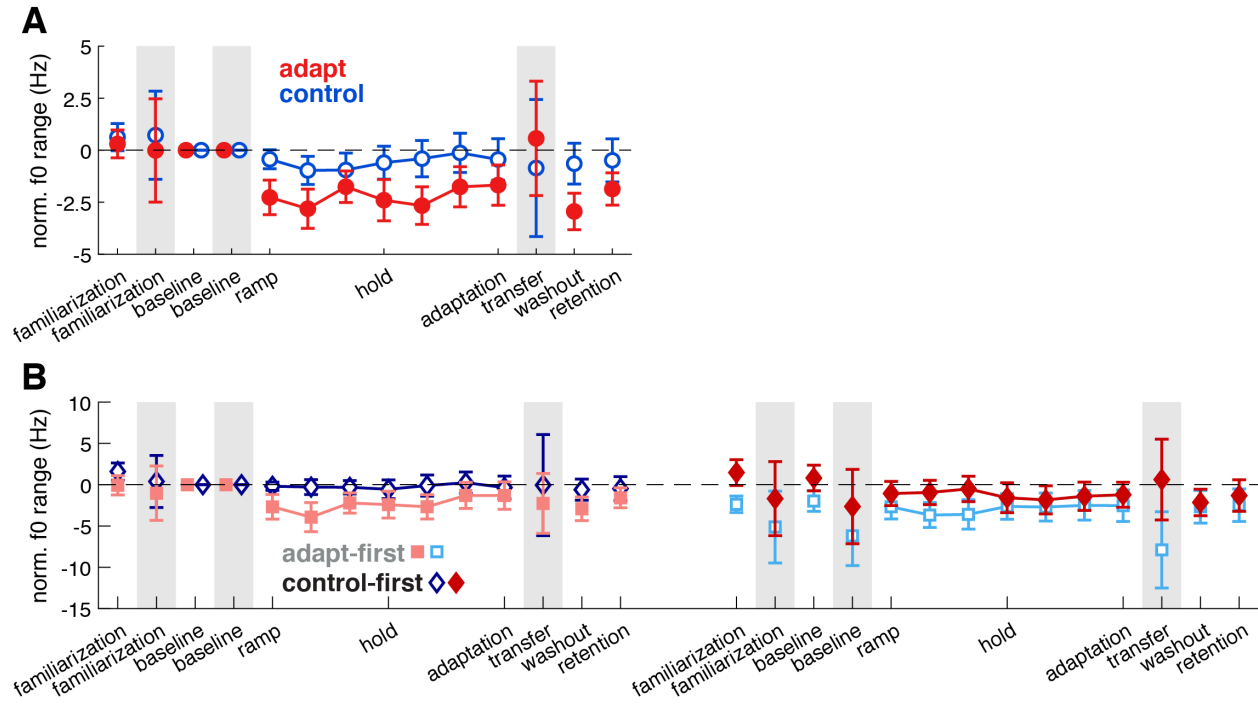 A
norm. f0 range (Hz)
5
2.5
0
-2.5
-5
adapt
control
familiarization
familiarization
baseline
baseline
ramp
hold
adaptation
transfer
washout
retention
B
norm. f0 range (Hz)
10
5
0
-5
-10
-15
adapt-first
control-first
familiarization
familiarization
baseline
baseline
ramp
hold
adaptation
transfer
washout
retention
familiarization
familiarization
baseline
baseline
ramp
hold
adaptation
transfer
washout
retention